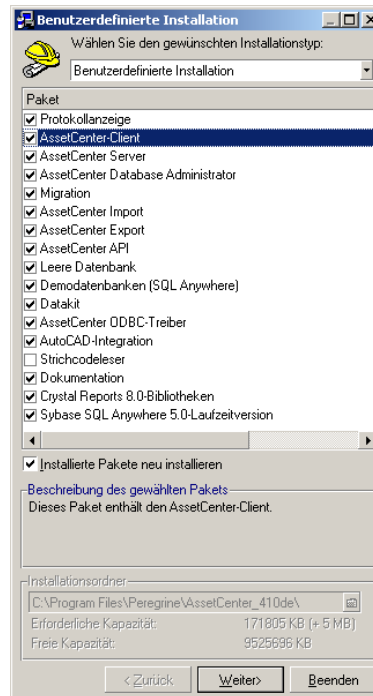 Benutzerdefinierte Installation
Wählen Sie den gewünschten Installationstyp:
Benutzerdefinierte Installation
Paket
Protokollanzeige
AssetCenter-Client
AssetCenter Server
AssetCenter Database Administrator
Migration
AssetCenter Import
AssetCenter Export
AssetCenter API
Leere Datenbank
Demodatenbanken (SQL Anywhere)
Datakit
AssetCenter ODBC-Treiber
AutoCAD-Integration
Strichcodeleser
Dokumentation
Crystal Reports 8.0-Bibliotheken
Sybase SQL Anywhere 5.0-Laufzeitversion
Installierte Pakete neu installieren
Beschreibung des gewählten Pakets
Dieses Paket enthält den AssetCenter-Client.
Installationsordner
C:\Program Files\Peregrine\AssetCenter_410de\
Erforderliche Kapazität: 171805 KB (+ 5 MB)
Freie Kapazität: 9525696 KB
< Zurück Weiter> Beenden